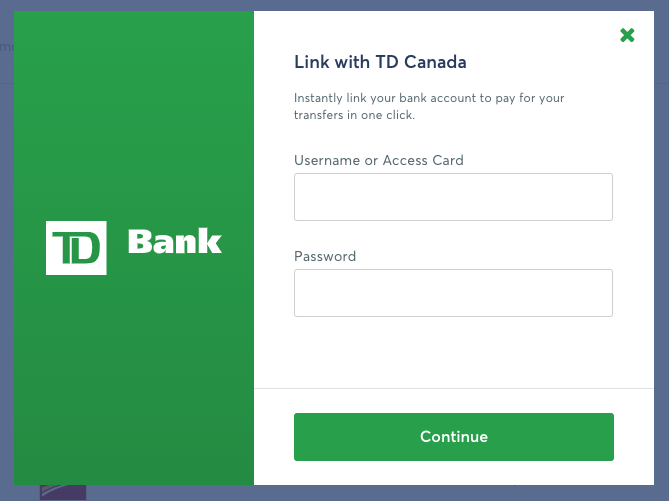 Link with TD Canada
Instantly link your bank account to pay for your
transfers in one click.
Username or Access Card
TD Bank
Password
Continue